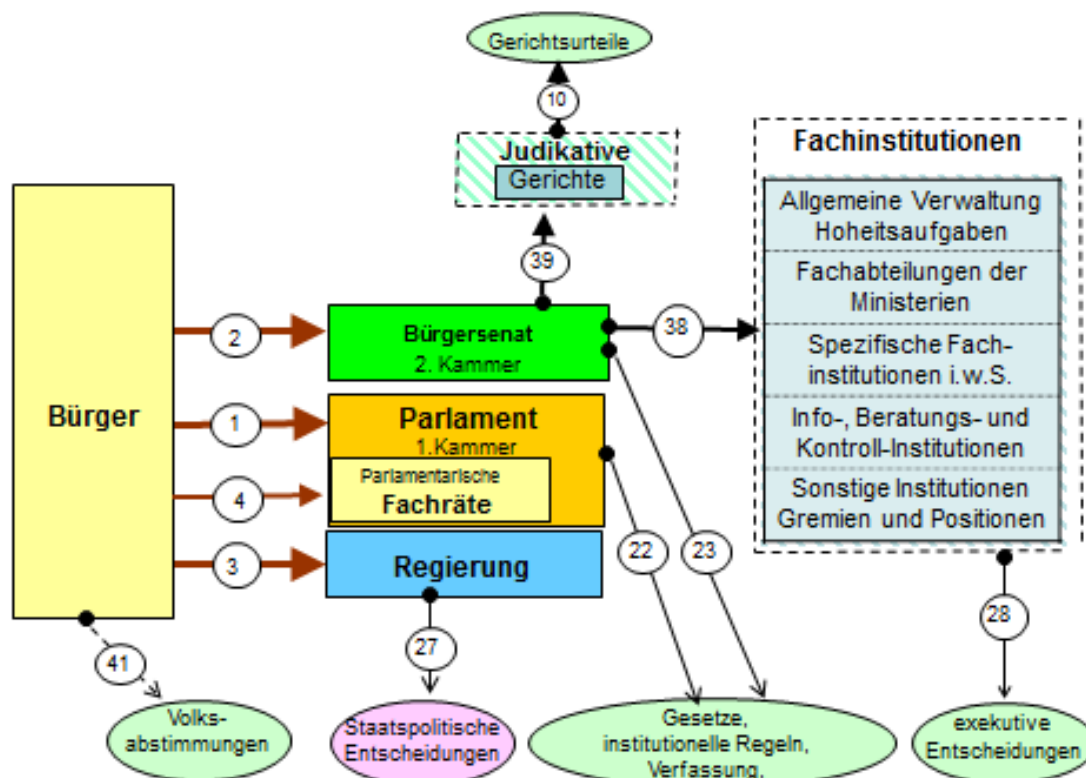 Gerichtsurteile
10
Judikative
Gerichte
39
Fachinstitutionen
Allgemeine Verwaltung
Hoheitsaufgaben
Fachabteilungen der
Ministerien
Spezifische Fach-
institutionen i.w.S.
Info-, Beratungs- und
Kontroll-Institutionen
Sonstige Institutionen
Gremien und Positionen
Bürger
2
Bürgersenat
2. Kammer
38
1
Parlament
1.Kammer
4
Parlamentarische
Fachräte
3
Regierung
22
23
28
41
27
Volks-
abstimmungen
Staatspolitische
Entscheidungen
Gesetze,
institutionelle Regeln,
Verfassung,
exekutive
Entscheidungen